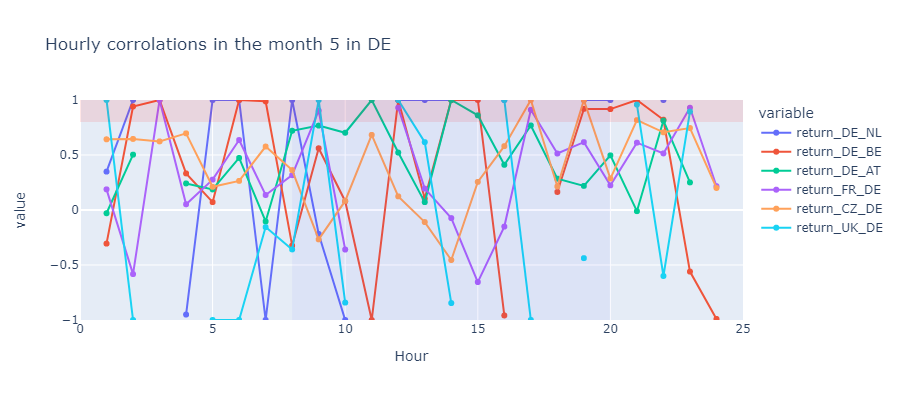 Hourly corrolations in the month 5 in DE
variable
return_DE_NL
return_DE_BE
return_DE_AT
return_FR_DE
return_CZ_DE
return_UK_DE
value
1
0.5
0
−0.5
−1
0 5 10 15 20 25
Hour